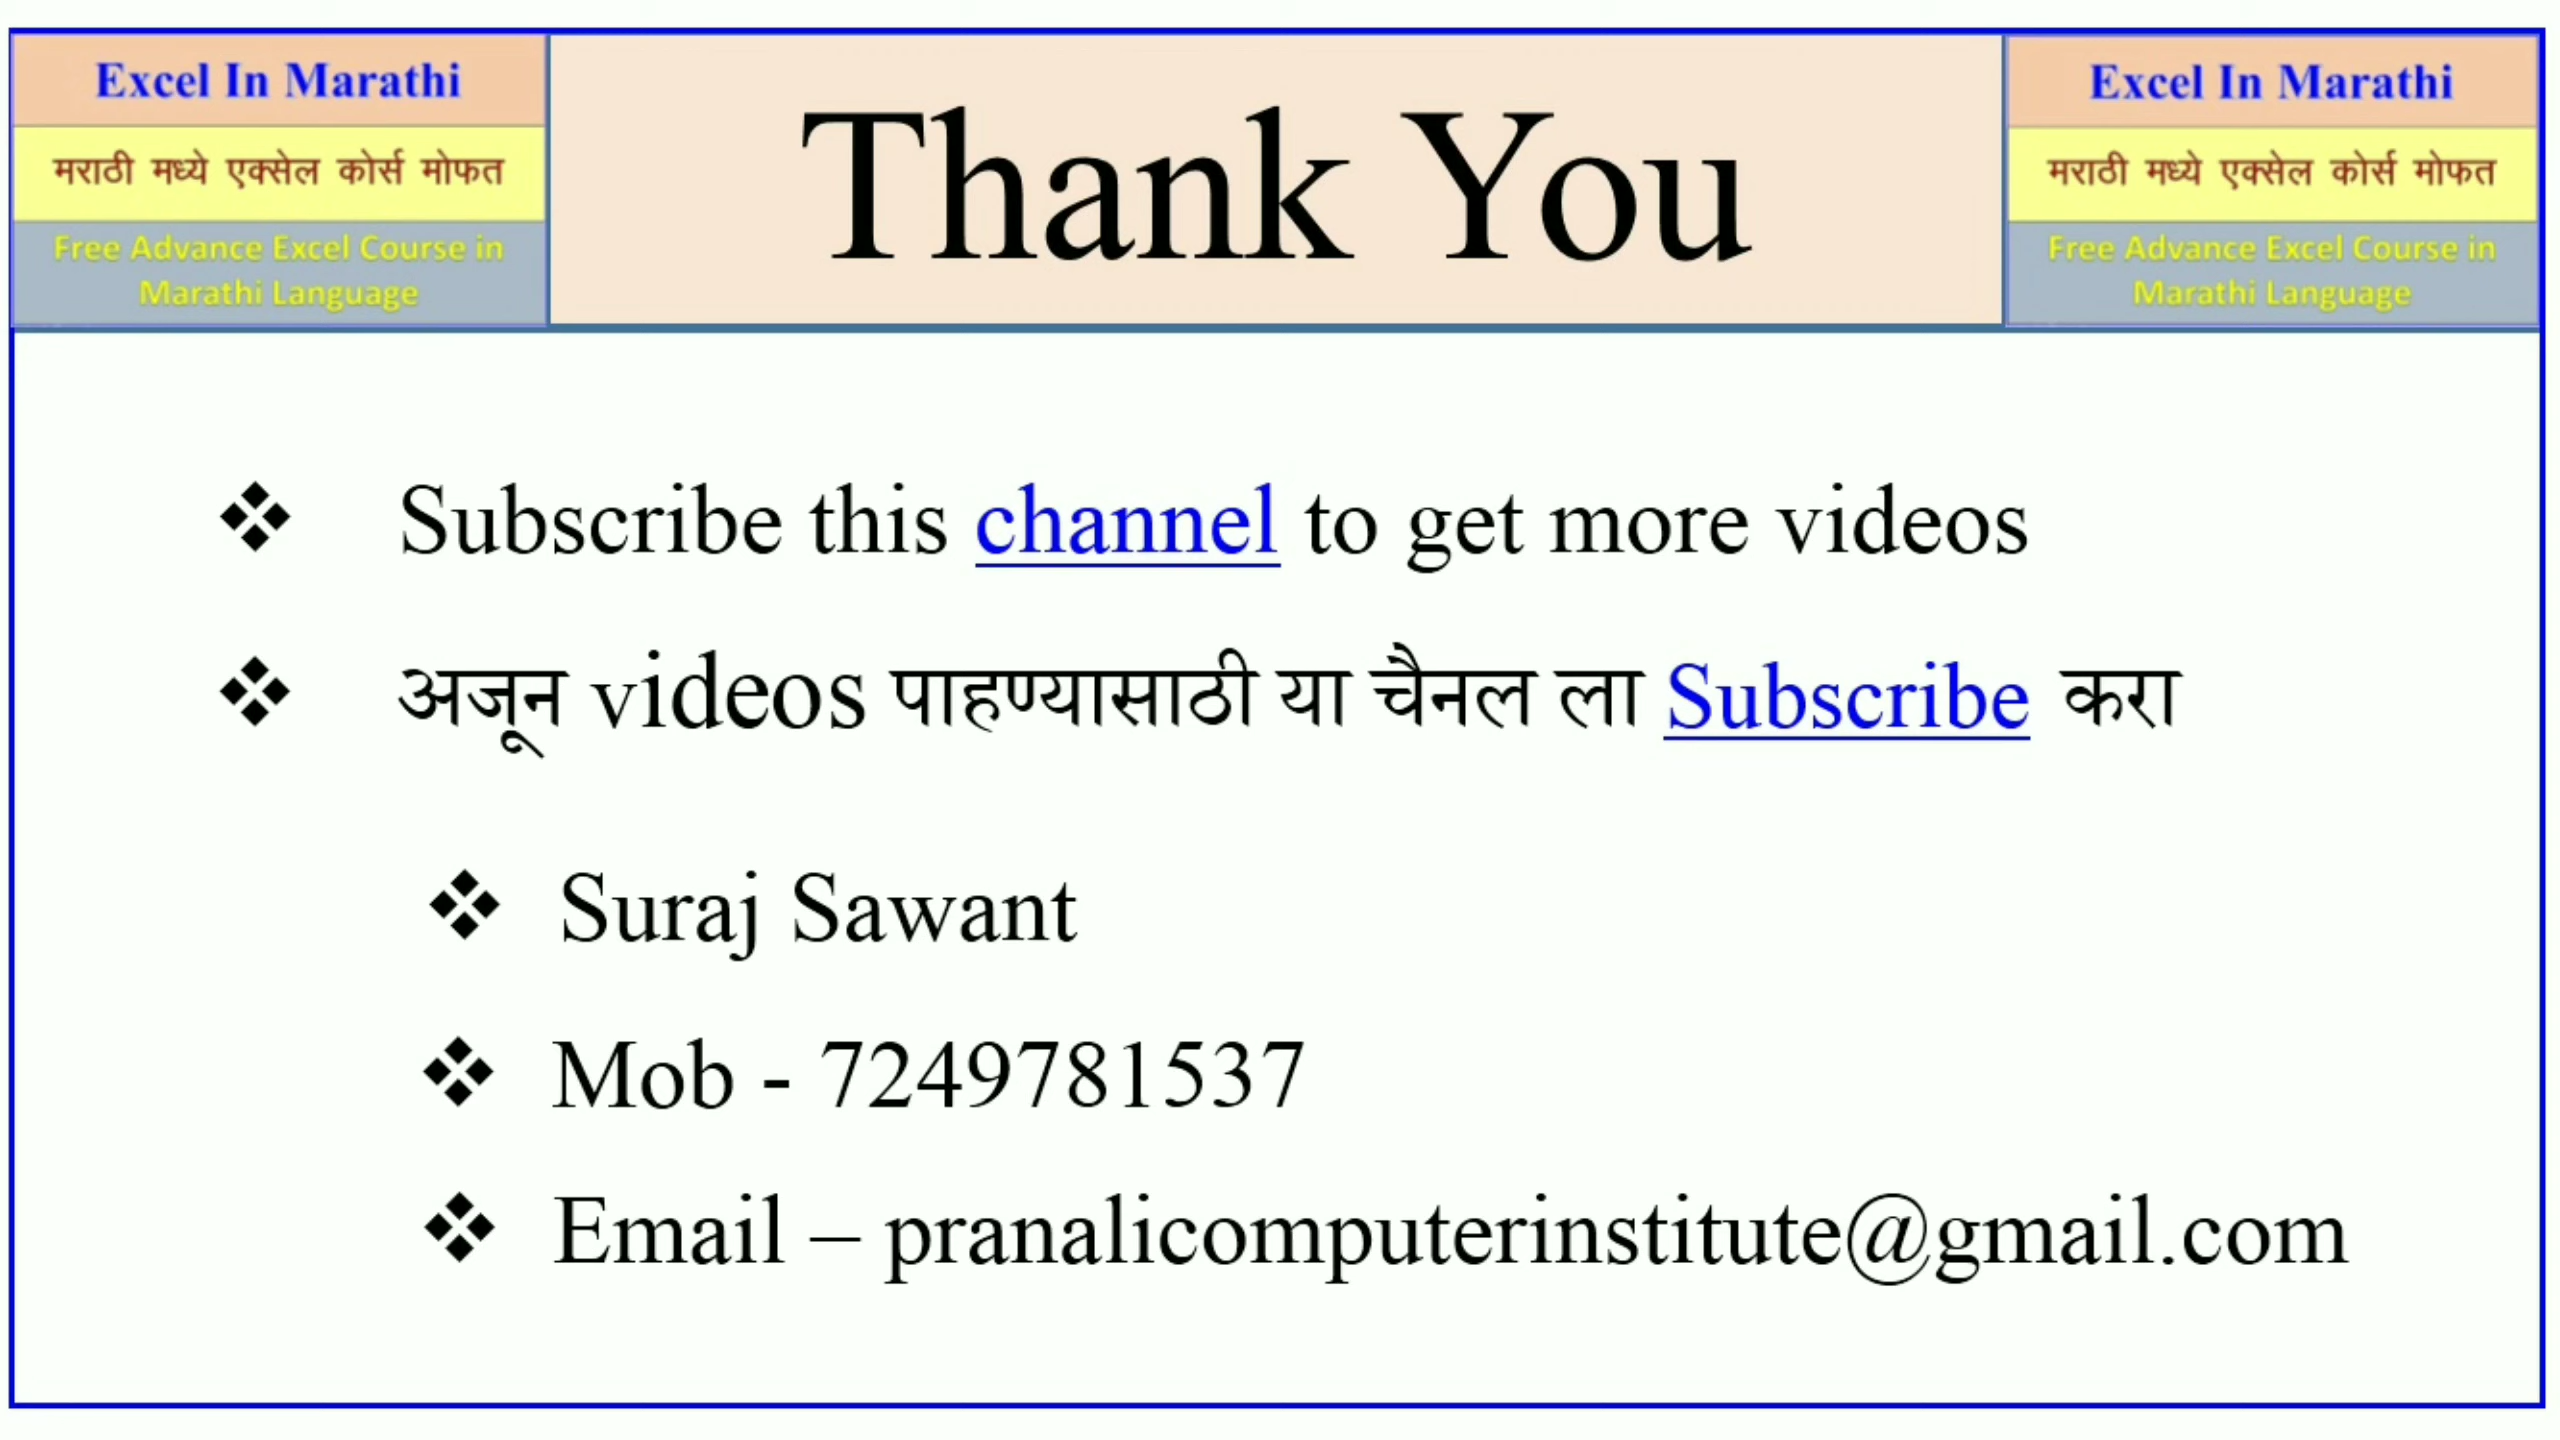 Excel In Marathi
मराठी मध्ये एक्सेल कोर्स मोफत
Free Advance Excel Course in
Marathi Language
Thank You
Excel In Marathi
मराठी मध्ये एक्सेल कोर्स मोफत
Free Advance Excel Course in
Marathi Language
❖ Subscribe this channel to get more videos
❖ अजून videos पाहण्यासाठी या चैनल ला Subscribe करा
❖ Suraj Sawant
❖ Mob - 7249781537
❖ Email – pranalicomputerinstitute@gmail.com